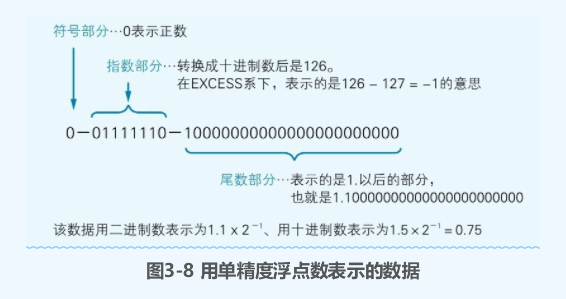 符号部分…0表示正数
指数部分…转换成十进制数后是126。
在EXCESS系下，表示的是126 – 127 = –1的意思
0—01111110—10000000000000000000000
尾数部分…表示的是1.以后的部分，
也就是1.10000000000000000000000
该数据用二进制数表示为1.1 x 2⁻¹、用十进制数表示为1.5 × 2⁻¹ = 0.75
图3-8 用单精度浮点数表示的数据